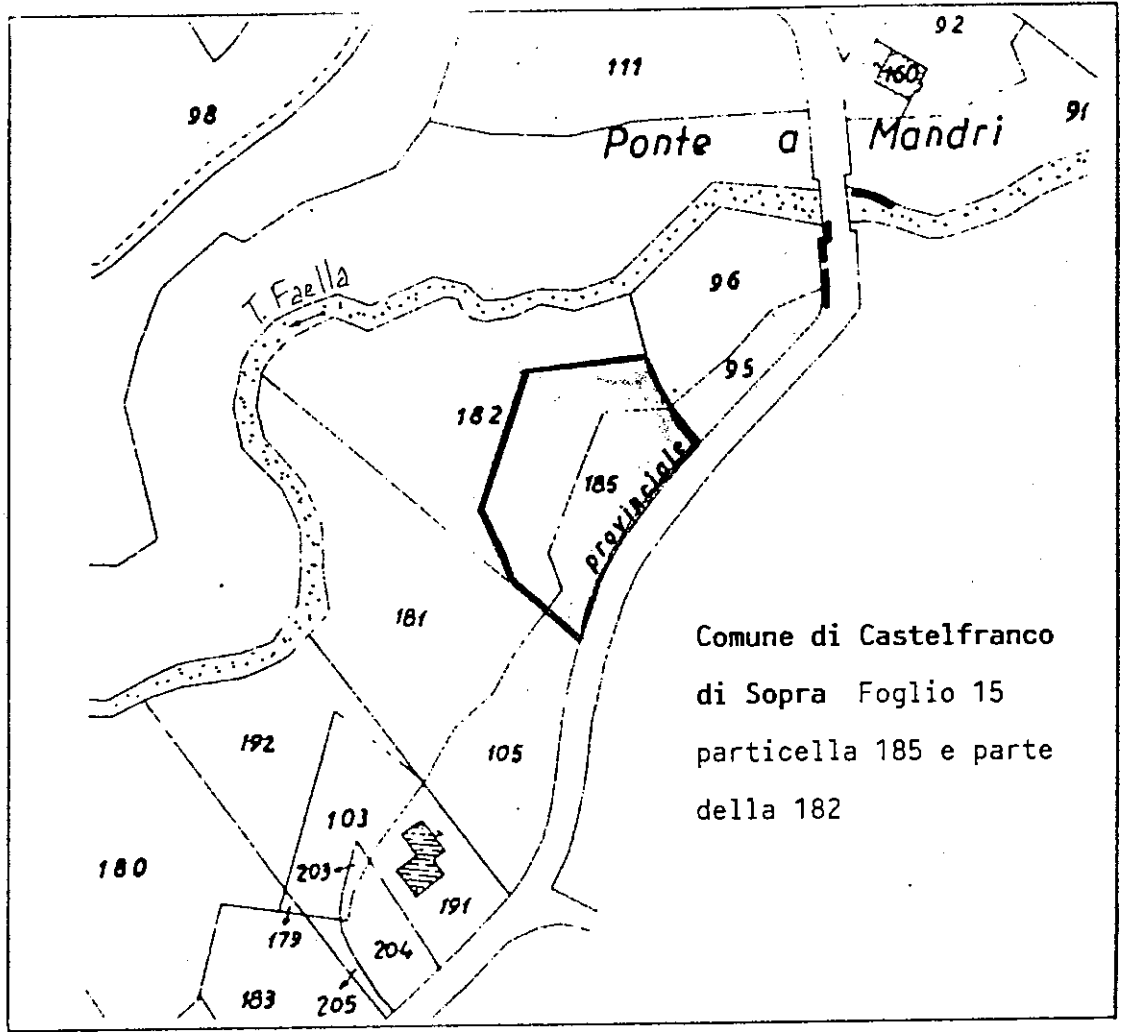 92
111
160
98
91
Ponte a Mandri
T. Faella
96
95
182
185
provinciale
181
Comune di Castelfranco
di Sopra Foglio 15
particella 185 e parte
della 182
192
105
103
180
203
191
179
204
183
205